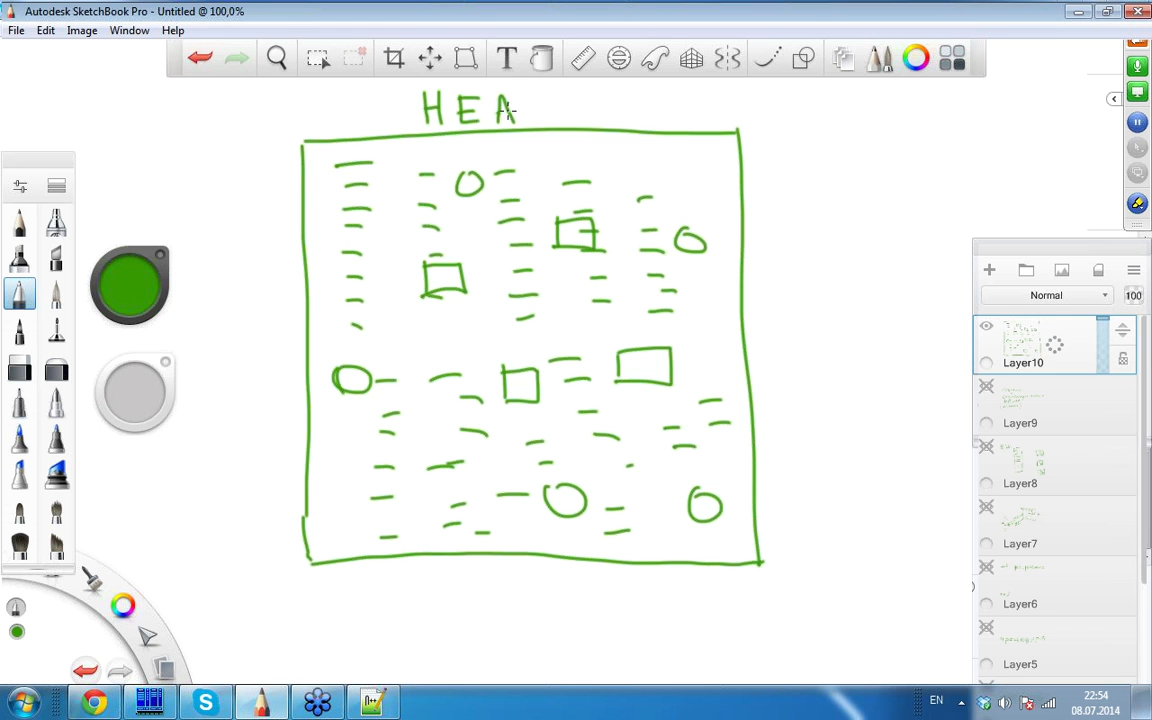 Autodesk SketchBook Pro - Untitled @ 100,0%
File Edit Image Window Help
HEA
Normal 100
Layer10
Layer9
Layer8
Layer7
Layer6
Layer5
EN
22:54
08.07.2014